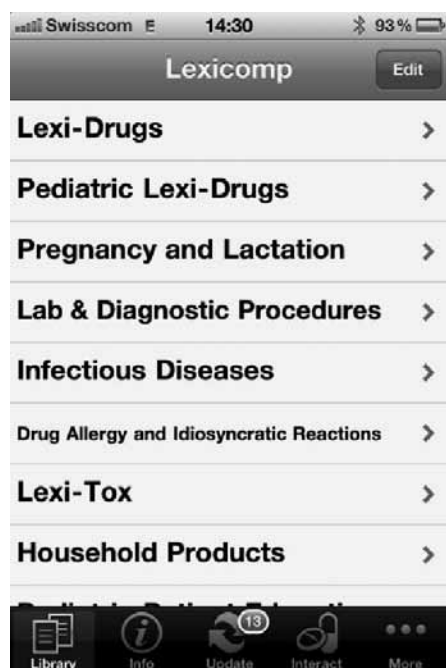 Swisscom E 14:30 93%
Lexicomp Edit
Lexi-Drugs
Pediatric Lexi-Drugs
Pregnancy and Lactation
Lab & Diagnostic Procedures
Infectious Diseases
Drug Allergy and Idiosyncratic Reactions
Lexi-Tox
Household Products
13
Library Info Update Interact More